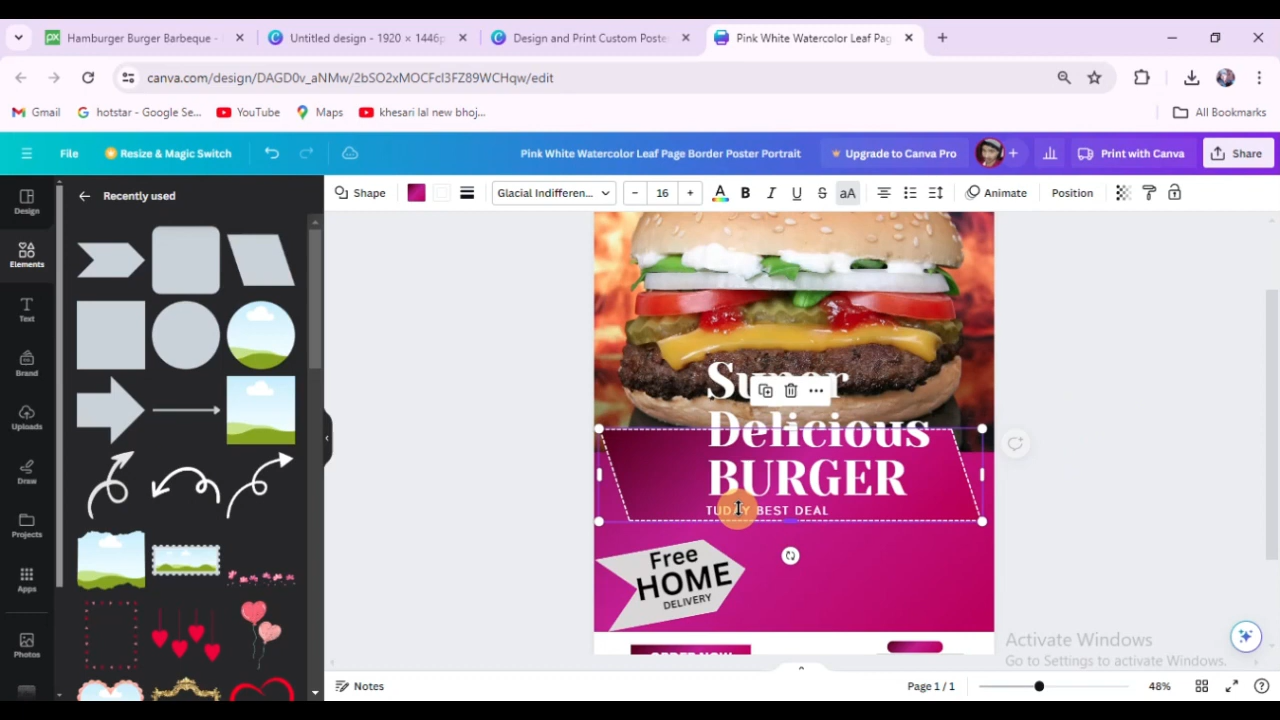 Hamburger Burger Barbeque -
Untitled design - 1920 × 1446p
Design and Print Custom Poste
Pink White Watercolor Leaf Pag
canva.com/design/DAGD0v_aNMw/2bSO2xMOCFcI3FZ89WCHqw/edit
Gmail
hotstar - Google Se...
YouTube
Maps
khesari lal new bhoj...
All Bookmarks
File
Resize & Magic Switch
Pink White Watercolor Leaf Page Border Poster Portrait
Upgrade to Canva Pro
Print with Canva
Share
Design
Elements
Text
Brand
Uploads
Draw
Projects
Apps
Photos
Recently used
Shape
Glacial Indifferen...
16
A
B
I
U
S
aA
Animate
Position
Super
Delicious
BURGER
TUDAY BEST DEAL
Free
HOME
DELIVERY
ORDER NOW
Activate Windows
Go to Settings to activate Windows.
Notes
Page 1 / 1
48%